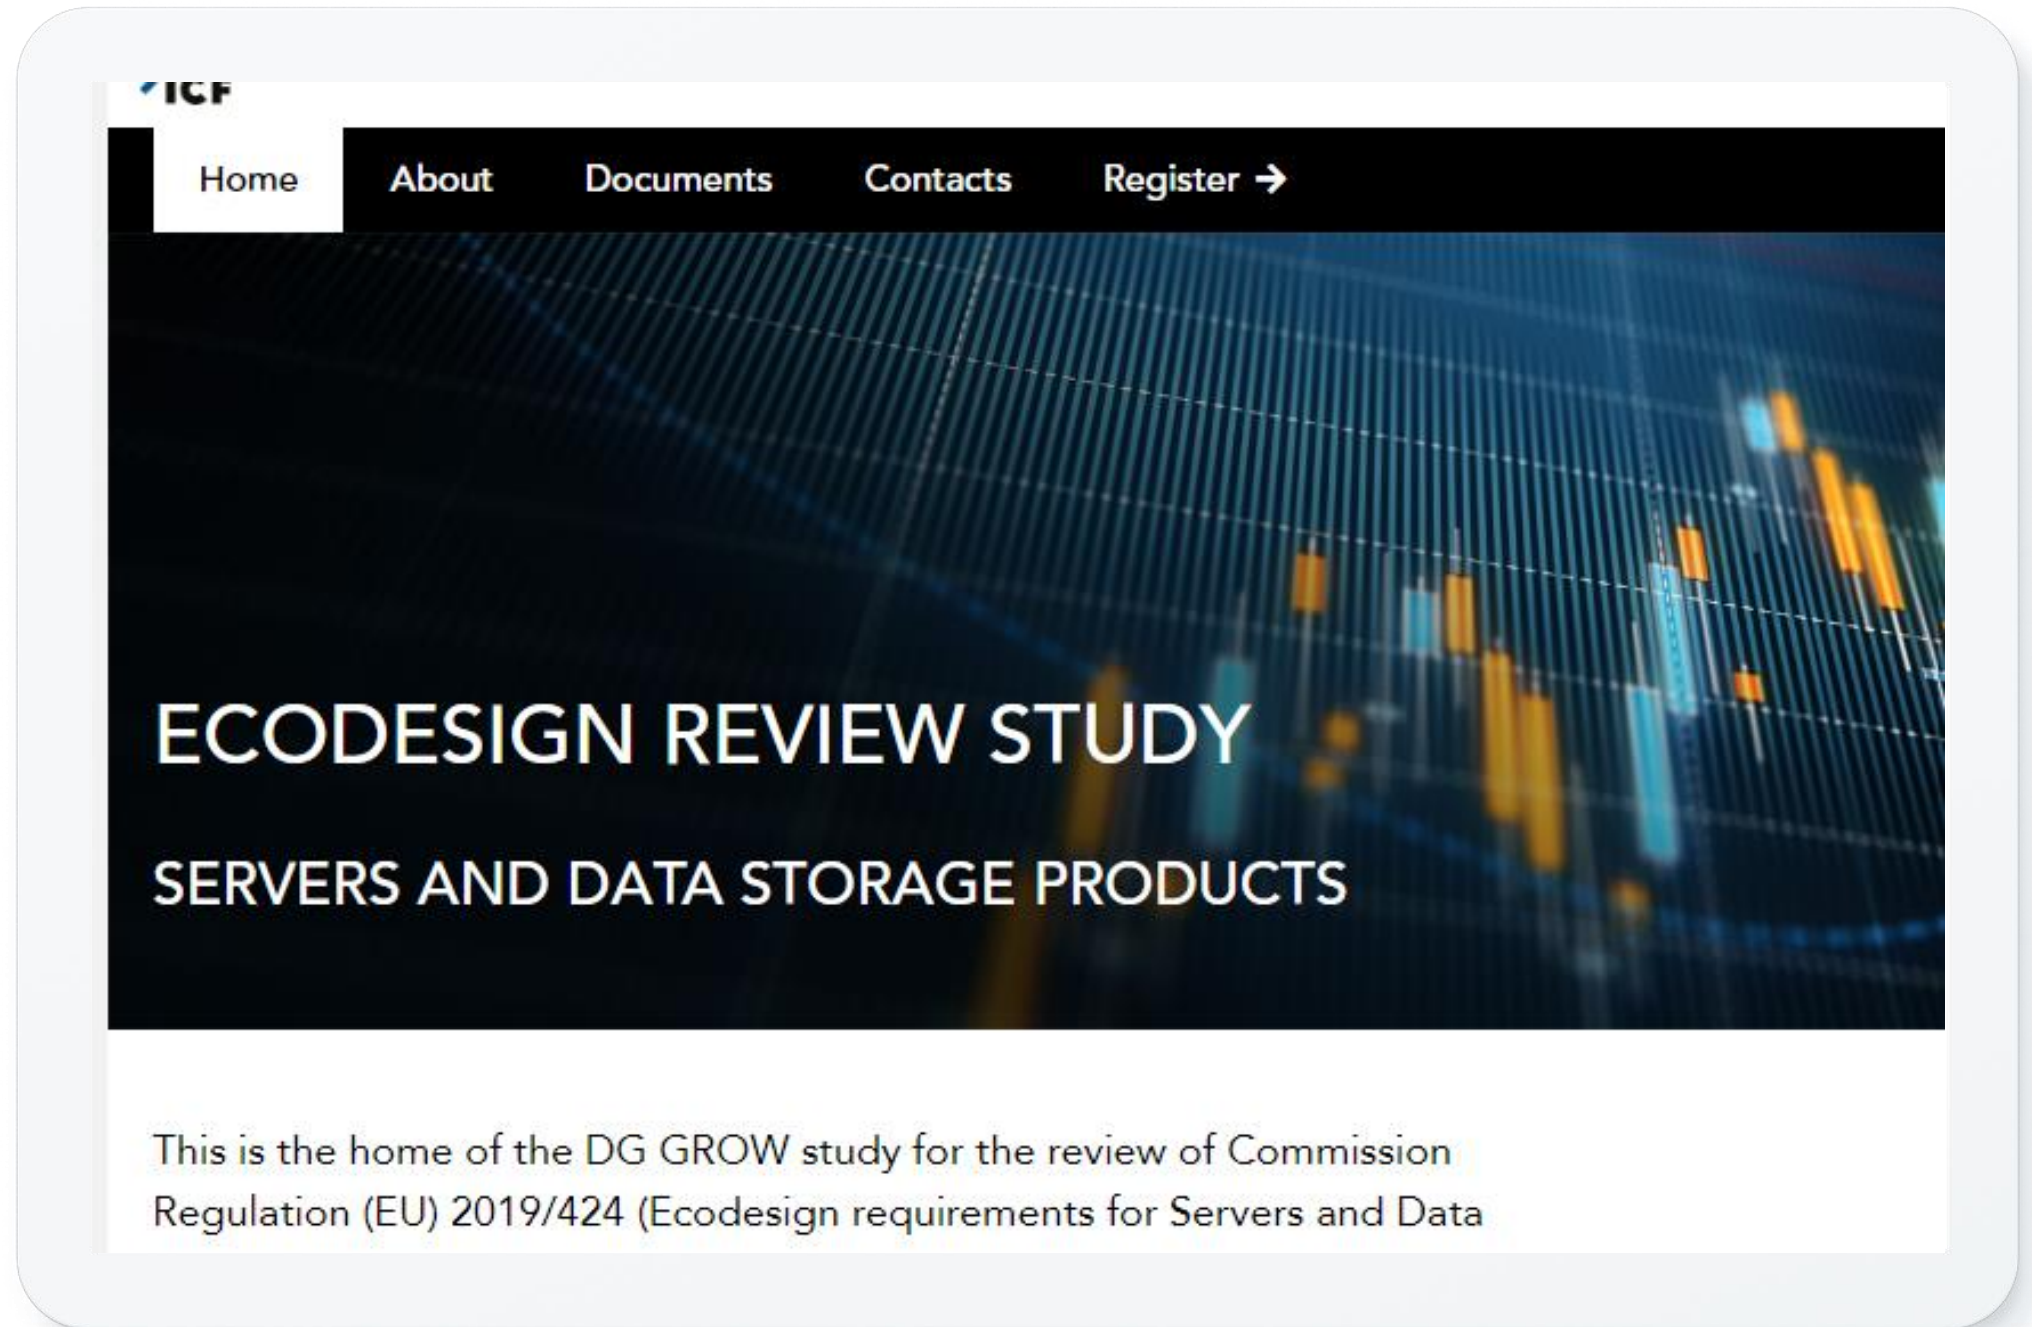 ICF
Home About Documents Contacts Register →
ECODESIGN REVIEW STUDY
SERVERS AND DATA STORAGE PRODUCTS
This is the home of the DG GROW study for the review of Commission
Regulation (EU) 2019/424 (Ecodesign requirements for Servers and Data